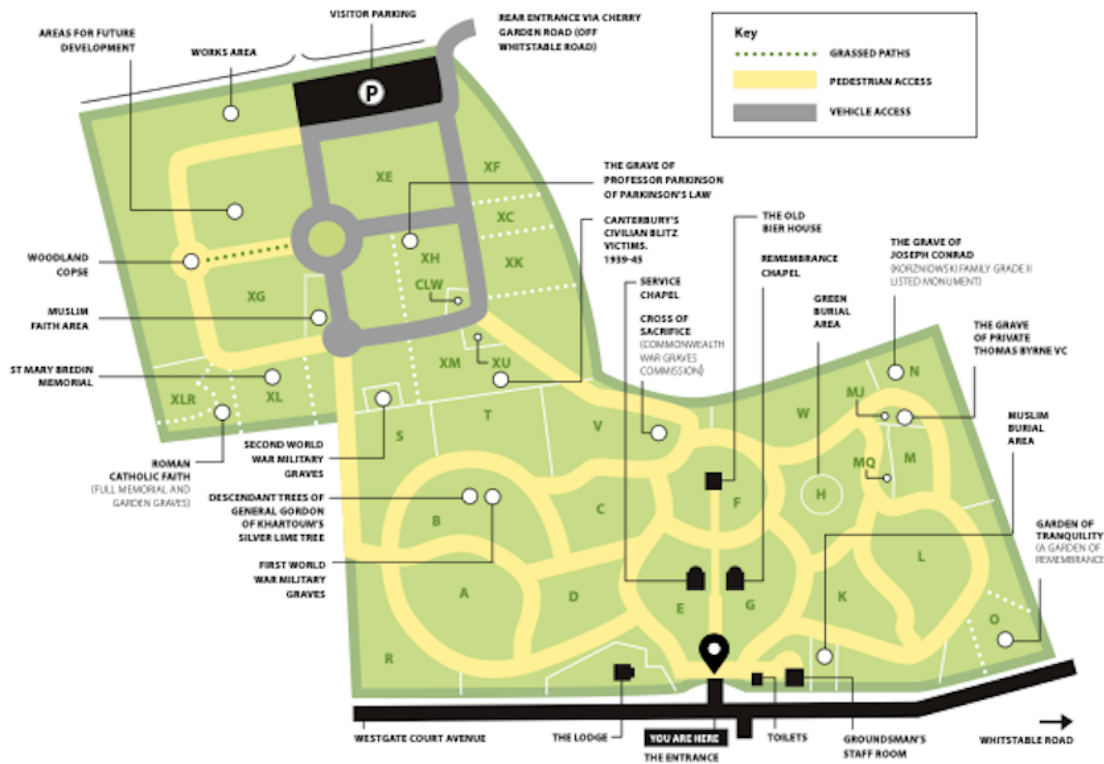 VISITOR PARKING
REAR ENTRANCE VIA CHERRY
GARDEN ROAD (OFF
WHITSTABLE ROAD)
AREAS FOR FUTURE
DEVELOPMENT
WORKS AREA
Key
GRASSED PATHS
PEDESTRIAN ACCESS
VEHICLE ACCESS
P
XE
XF
THE GRAVE OF
PROFESSOR PARKINSON
OF PARKINSON'S LAW
XC
CANTERBURY'S
CIVILIAN BLITZ
VICTIMS.
1939-45
THE OLD
BIER HOUSE
WOODLAND
COPSE
XH
XK
CLW
XG
SERVICE
CHAPEL
REMEMBRANCE
CHAPEL
THE GRAVE OF
JOSEPH CONRAD
(KORZNIOWSKI FAMILY GRADE II
LISTED MONUMENT)
MUSLIM
FAITH AREA
CROSS OF
SACRIFICE
(COMMONWEALTH
WAR GRAVES
COMMISSION)
GREEN
BURIAL
AREA
THE GRAVE
OF PRIVATE
THOMAS BYRNE VC
ST MARY BREDIN
MEMORIAL
XM
XU
XLR
XL
N
MJ
MUSLIM
BURIAL
AREA
S
T
V
W
SECOND WORLD
WAR MILITARY
GRAVES
ROMAN
CATHOLIC FAITH
(FULL MEMORIAL AND
GARDEN GRAVES)
MQ
M
DESCENDANT TREES OF
GENERAL GORDON
OF KHARTOUM'S
SILVER LIME TREE
B
C
F
H
GARDEN OF
TRANQUILITY
(A GARDEN OF
REMEMBRANCE
FIRST WORLD
WAR MILITARY
GRAVES
A
D
E
G
K
L
O
R
WESTGATE COURT AVENUE
THE LODGE
YOU ARE HERE
THE ENTRANCE
TOILETS
GROUNDSMAN'S
STAFF ROOM
WHITSTABLE ROAD